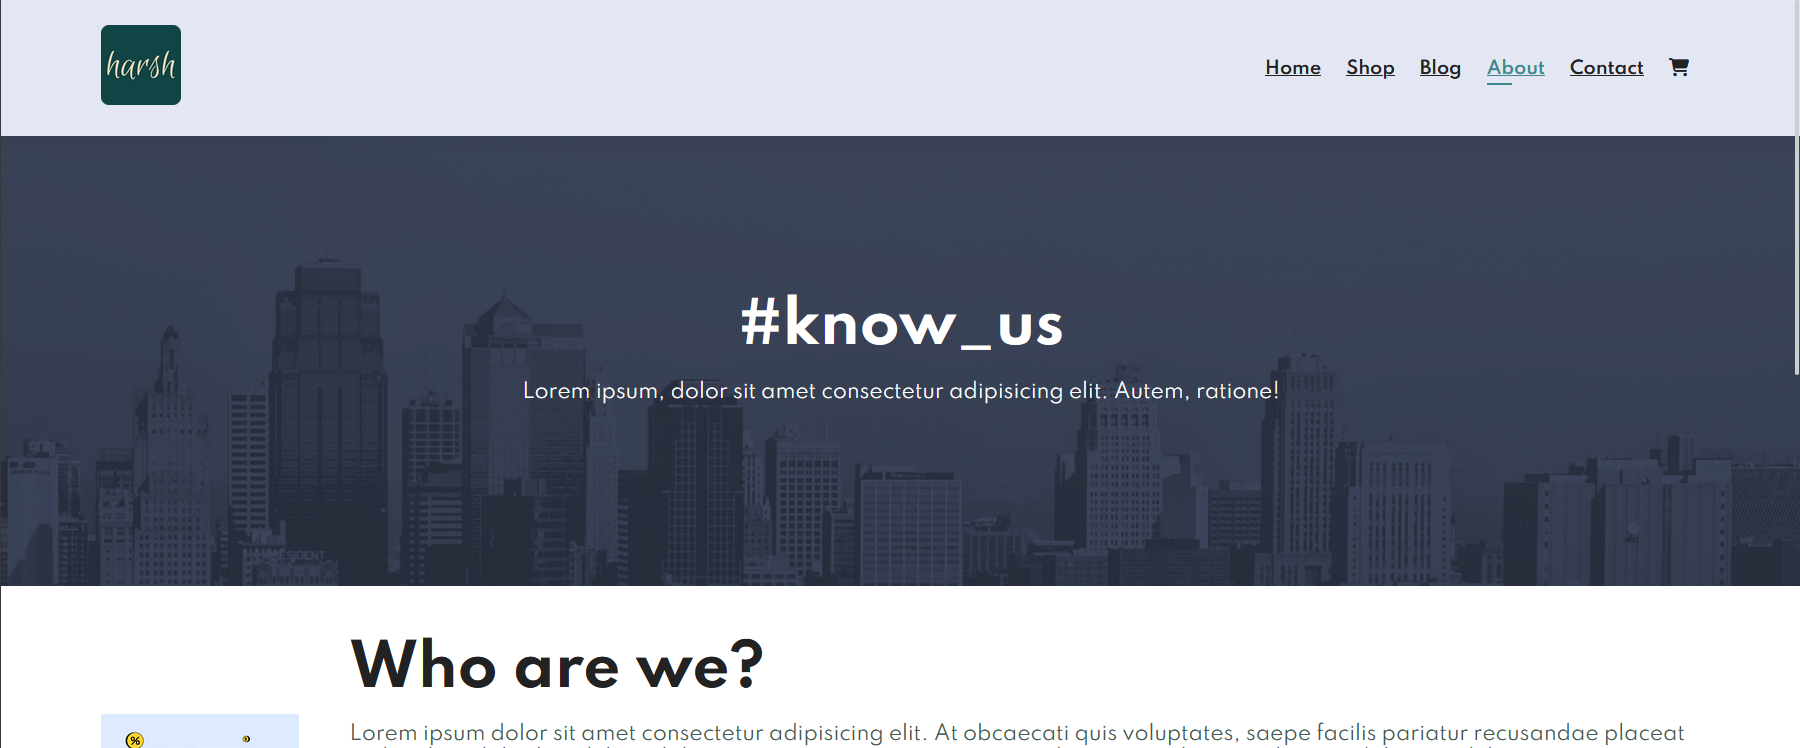 harsh
Home Shop Blog About Contact
#know_us
Lorem ipsum, dolor sit amet consectetur adipisicing elit. Autem, ratione!
PRESIDENT
Who are we?
%
Lorem ipsum dolor sit amet consectetur adipisicing elit. At obcaecati quis voluptates, saepe facilis pariatur recusandae placeat